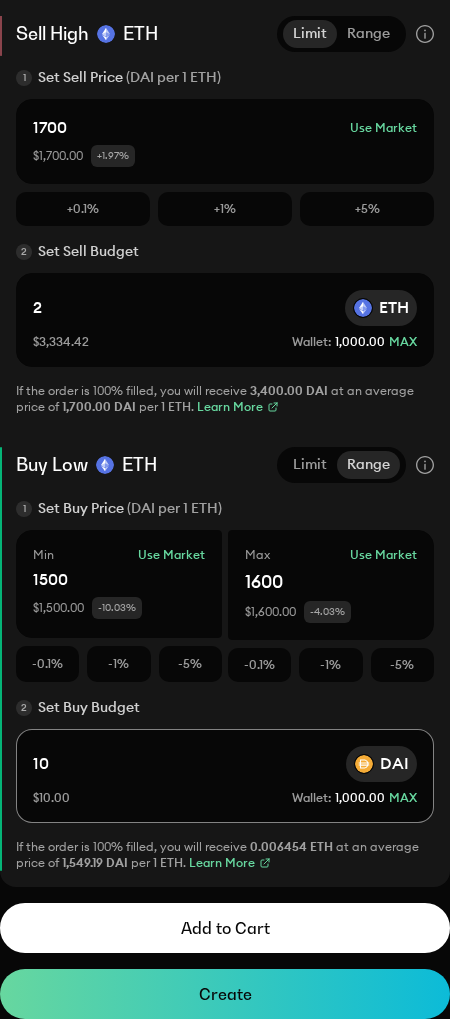 Sell High ETH Limit Range
1 Set Sell Price (DAI per 1 ETH)
1700 Use Market
$1,700.00 +1.97%
+0.1% +1% +5%
2 Set Sell Budget
2 ETH
$3,334.42 Wallet: 1,000.00 MAX
If the order is 100% filled, you will receive 3,400.00 DAI at an average
price of 1,700.00 DAI per 1 ETH. Learn More
Buy Low ETH Limit Range
1 Set Buy Price (DAI per 1 ETH)
Min Use Market Max Use Market
1500 1600
$1,500.00 -10.03% $1,600.00 -4.03%
-0.1% -1% -5% -0.1% -1% -5%
2 Set Buy Budget
10 DAI
$10.00 Wallet: 1,000.00 MAX
If the order is 100% filled, you will receive 0.006454 ETH at an average
price of 1,549.19 DAI per 1 ETH. Learn More
Add to Cart
Create